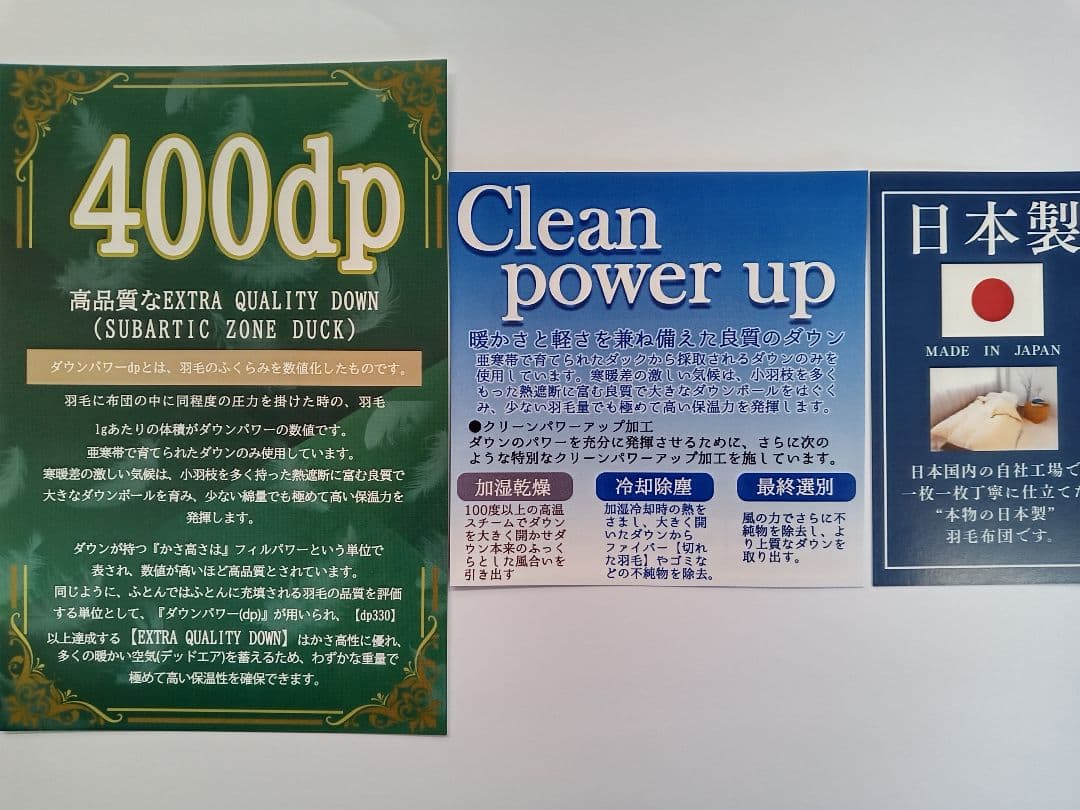 400dp
高品質なEXTRA QUALITY DOWN
(SUBARTIC ZONE DUCK)
ダウンパワーdpとは、羽毛のふくらみを数値化したものです。
羽毛に布団の中に同程度の圧力を掛けた時の、羽毛
1gあたりの体積がダウンパワーの数値です。
亜寒帯で育てられたダウンのみ使用しています。
寒暖差の激しい気候は、小羽枝を多く持った熱遮断に富む良質で
大きなダウンボールを育み、少ない綿量でも極めて高い保温力を
発揮します。
ダウンが持つ『かさ高さは』フィルパワーという単位で
表され、数値が高いほど高品質とされています。
同じように、ふとんではふとんに充填される羽毛の品質を評価
する単位として、『ダウンパワー(dp)』が用いられ、【dp330】
以上達成する【EXTRA QUALITY DOWN】はかさ高性に優れ、
多くの暖かい空気(デッドエア)を蓄えるため、わずかな重量で
極めて高い保温性を確保できます。
Clean
power up
暖かさと軽さを兼ね備えた良質のダウン
亜寒帯で育てられたダックから採取されるダウンのみを
使用しています。寒暖差の激しい気候は、小羽枝を多く
もった熱遮断に富む良質で大きなダウンボールをはぐく
み、少ない羽毛量でも極めて高い保温力を発揮します。
●クリーンパワーアップ加工
ダウンのパワーを充分に発揮させるために、さらに次の
ような特別なクリーンパワーアップ加工を施しています。
加湿乾燥
100度以上の高温
スチームでダウン
を大きく開かせダ
ウン本来のふっく
らとした風合いを
引き出す
冷却除塵
加湿冷却時の熱を
さまし、大きく開
いたダウンから
ファイバー【切れ
た羽毛】やゴミな
どの不純物を除去。
最終選別
風の力でさらに不
純物を除去し、よ
り上質なダウンを
取り出す。
日本製
MADE IN JAPAN
日本国内の自社工場で
一枚一枚丁寧に仕立てた
“本物の日本製”
羽毛布団です。